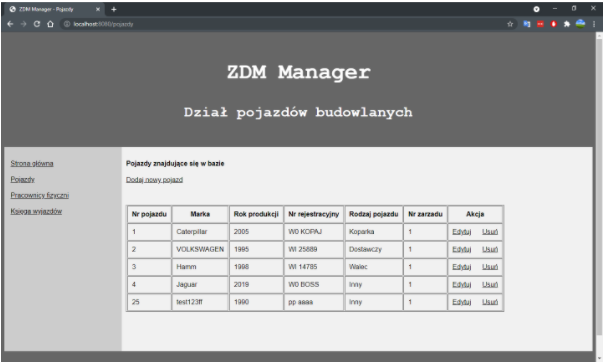 ZDM Manager - Pojazdy
localhost:8080/pojazdy
ZDM Manager
Dział pojazdów budowlanych
Strona główna
Pojazdy
Pracownicy fizyczni
Księga wyjazdów
Pojazdy znajdujące się w bazie
Dodaj nowy pojazd
Nr pojazdu Marka Rok produkcji Nr rejestracyjny Rodzaj pojazdu Nr zarzadu Akcja
1 Caterpillar 2005 W0 KOPAJ Koparka 1 Edytuj Usuń
2 VOLKSWAGEN 1995 WI 25889 Dostawczy 1 Edytuj Usuń
3 Hamm 1998 WI 14785 Walec 1 Edytuj Usuń
4 Jaguar 2019 W0 BOSS Inny 1 Edytuj Usuń
25 test123ff 1990 pp aaaa Inny 1 Edytuj Usuń